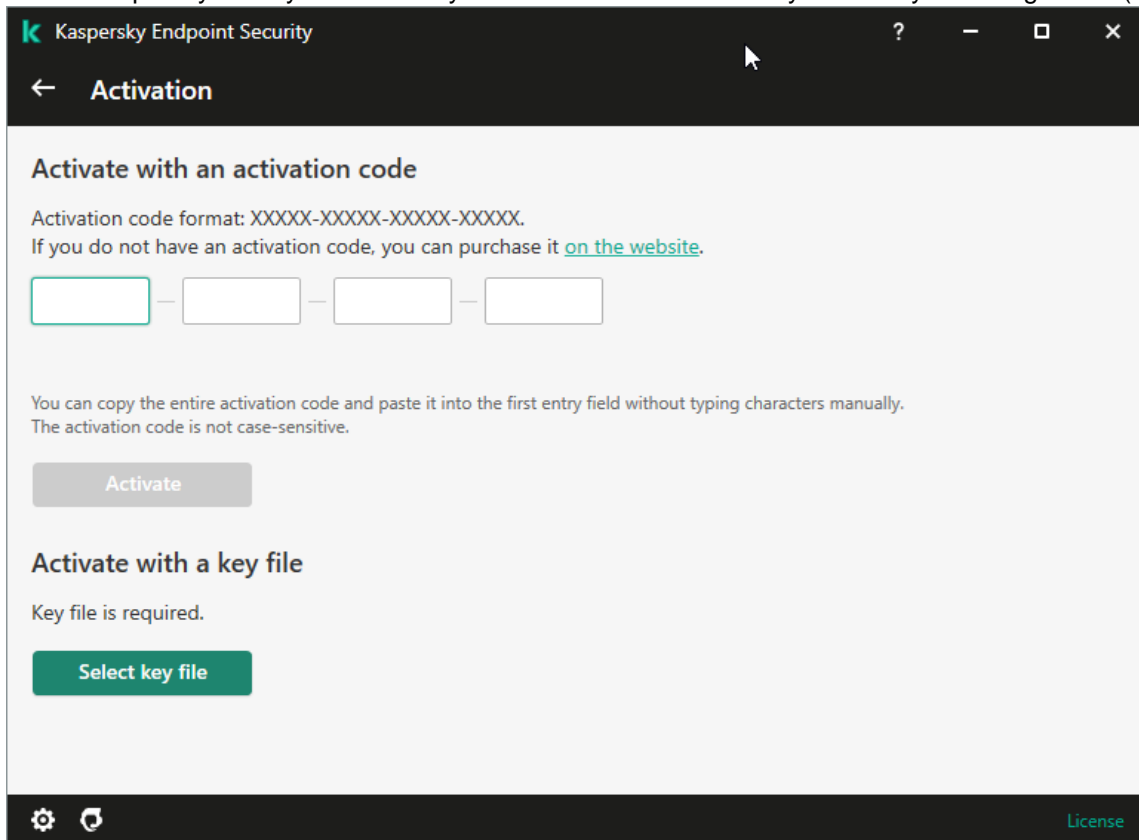 Kaspersky Endpoint Security
?
Activation
Activate with an activation code
Activation code format: XXXXX-XXXXX-XXXXX-XXXXX.
If you do not have an activation code, you can purchase it on the website.
You can copy the entire activation code and paste it into the first entry field without typing characters manually.
The activation code is not case-sensitive.
Activate
Activate with a key file
Key file is required.
Select key file
License